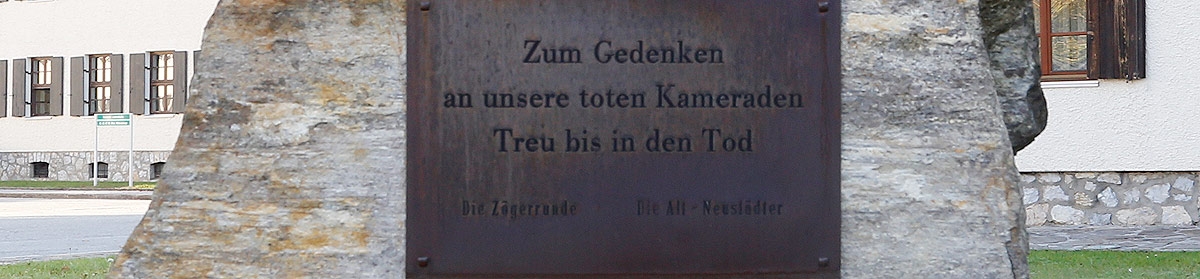 Zum Gedenken
an unsere toten Kameraden
Treu bis in den Tod
Die Zögerrunde Die Alt-Neustädter